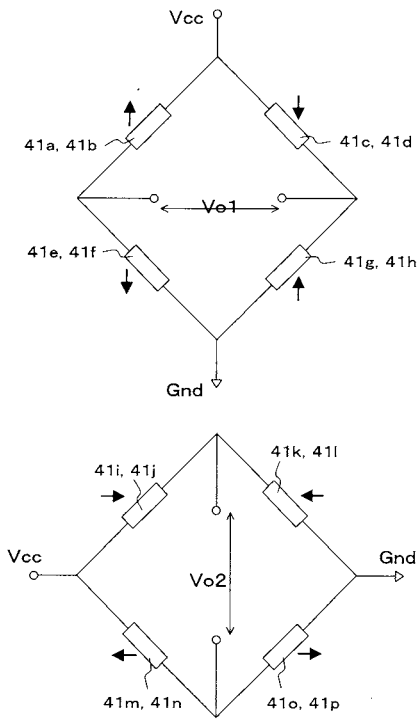 Vcc
41a, 41b
41c, 41d
Vo1
41e, 41f
41g, 41h
Gnd
41i, 41j
41k, 41l
Vcc
Gnd
Vo2
41m, 41n
41o, 41p